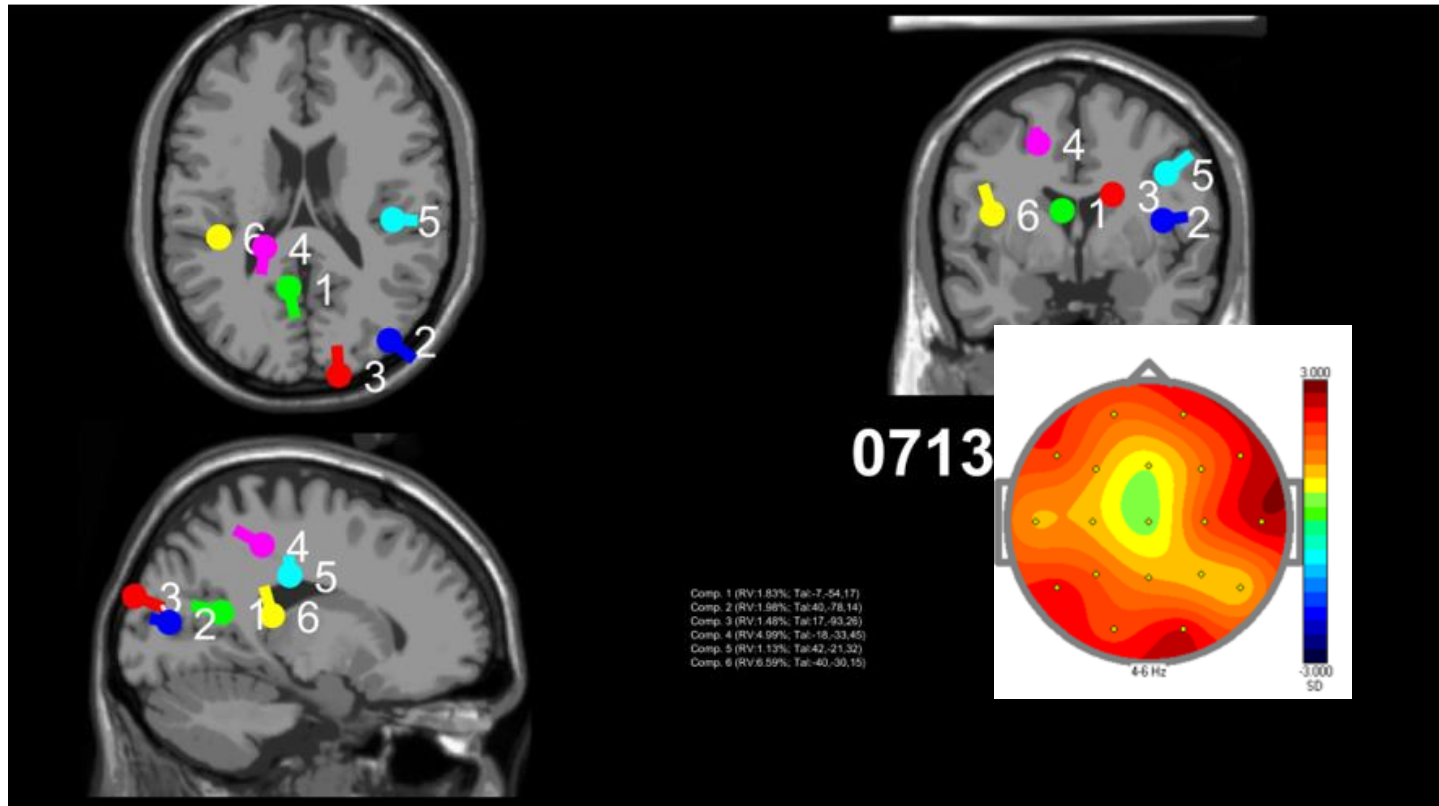 6 4 5
1
2
3
4
5
3
6 1 2
0713
4
5
3
2 1 6
Comp. 1 (RV:1.83%; Tal:-7,-54,17)
Comp. 2 (RV:1.98%; Tal:40,-78,14)
Comp. 3 (RV:1.48%; Tal:17,-93,26)
Comp. 4 (RV:4.99%; Tal:-18,-33,45)
Comp. 5 (RV:1.13%; Tal:42,-21,32)
Comp. 6 (RV:6.59%; Tal:-40,-30,15)
3.000
4-6 Hz
-3.000
SD